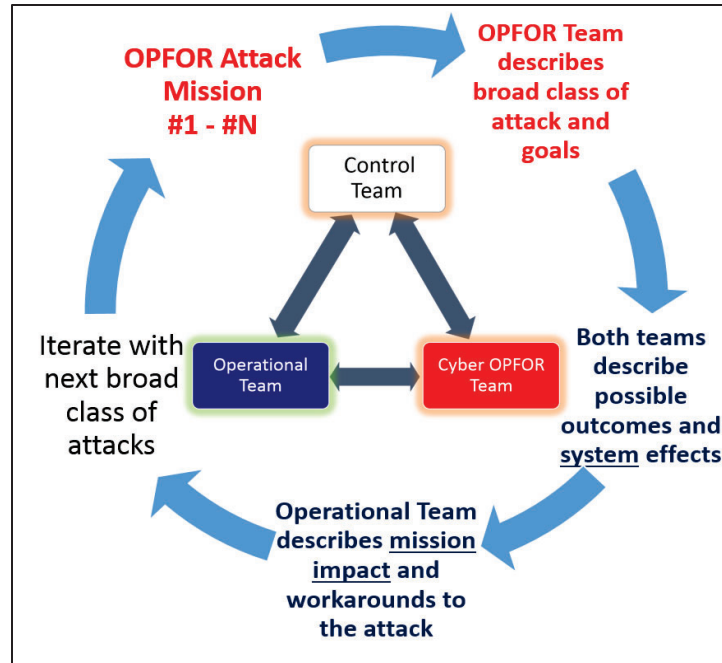 OPFOR Attack
Mission
#1 - #N
OPFOR Team
describes
broad class of
attack and
goals
Control
Team
Operational
Team
Cyber OPFOR
Team
Both teams
describe
possible
outcomes and
system effects
Operational Team
describes mission
impact and
workarounds to
the attack
Iterate with
next broad
class of
attacks